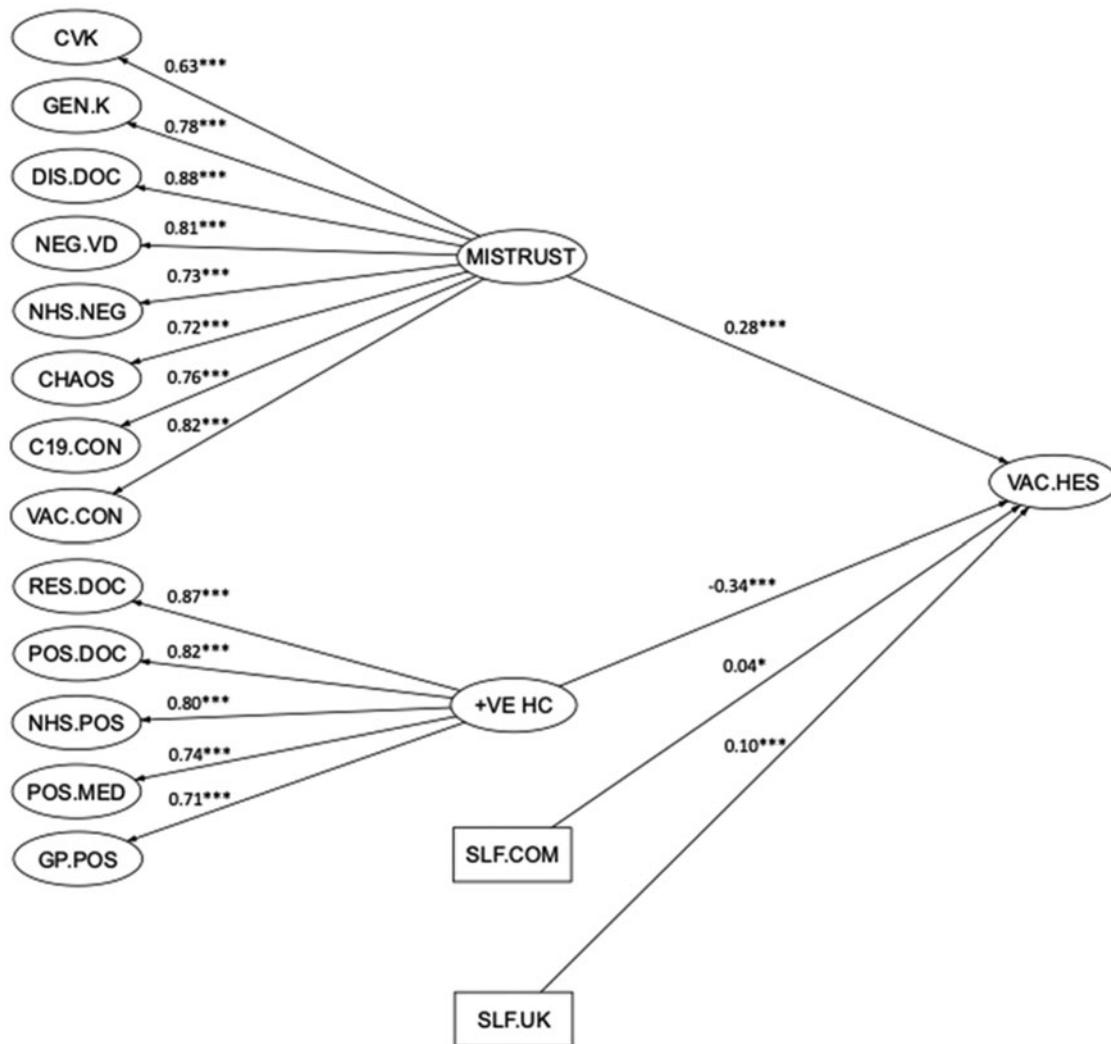 CVK
0.63***
GEN.K
0.78***
DIS.DOC
0.88***
NEG.VD
0.81***
MISTRUST
NHS.NEG
0.73***
CHAOS
0.72***
0.28***
C19.CON
0.76***
VAC.CON
0.82***
VAC.HES
RES.DOC
0.87***
-0.34***
POS.DOC
0.82***
0.04*
NHS.POS
0.80***
+VE HC
POS.MED
0.74***
0.10***
GP.POS
0.71***
SLF.COM
SLF.UK